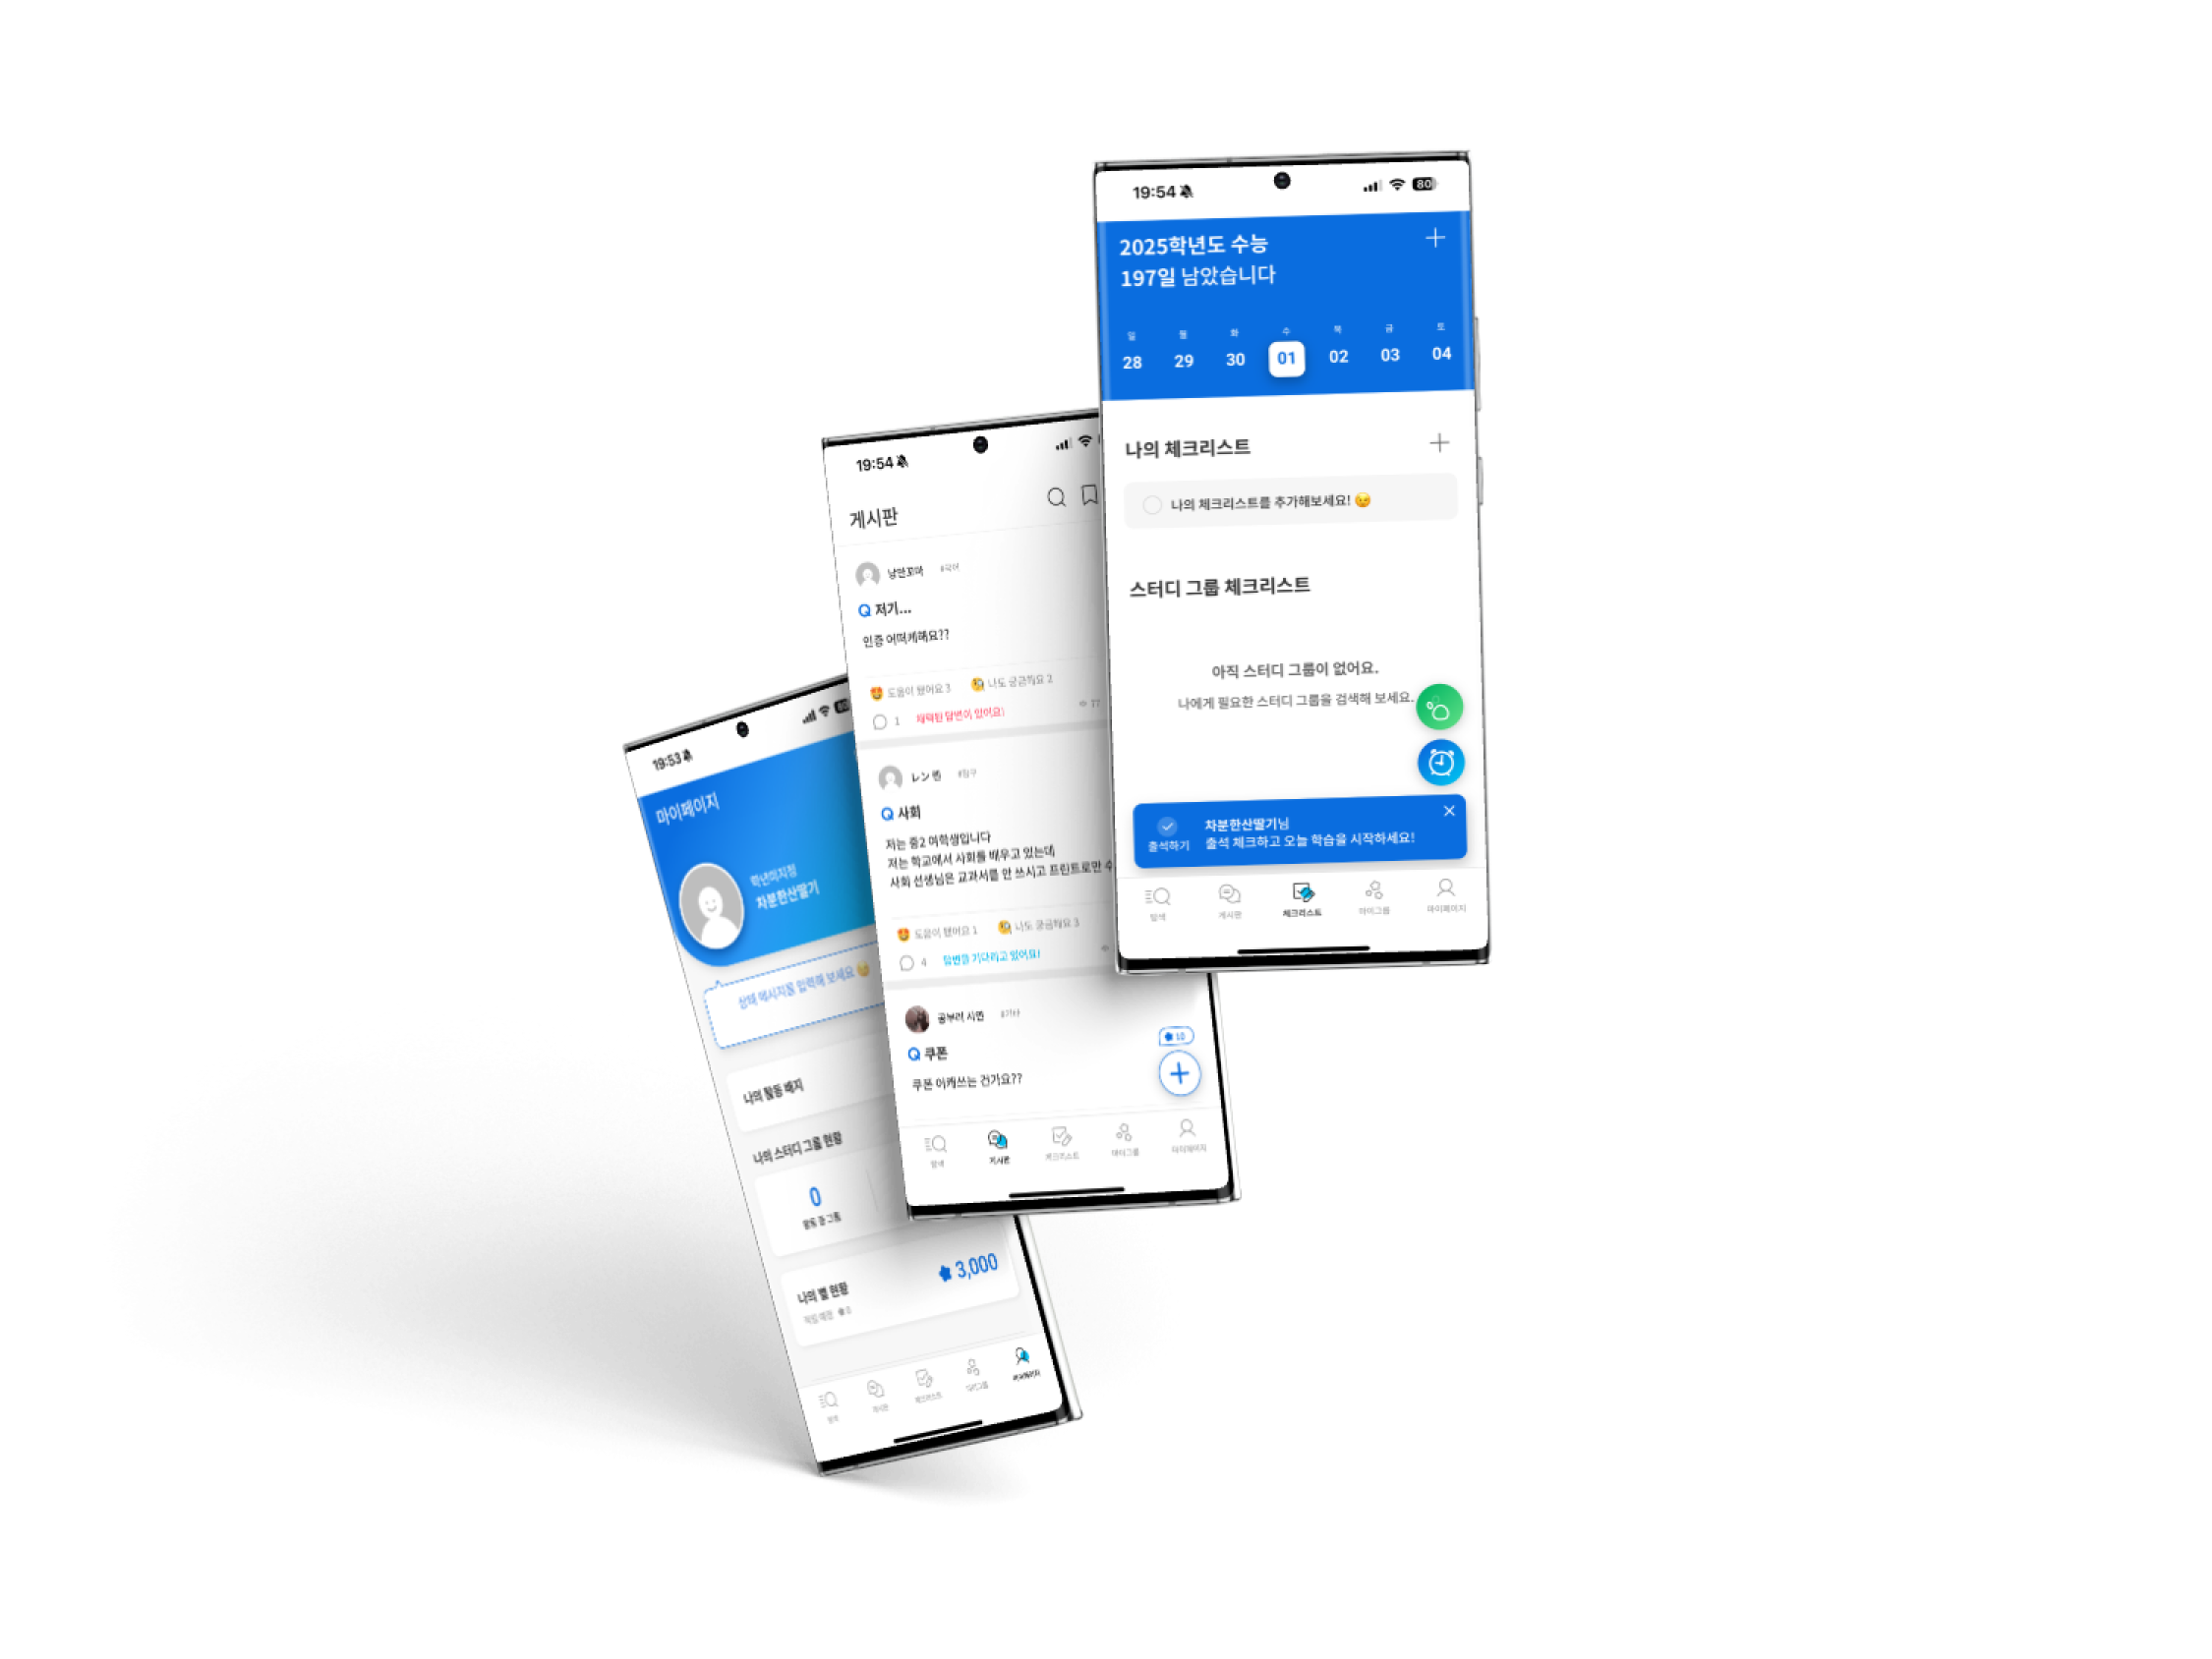 19:54
80
2025학년도 수능
197일 남았습니다
일 월 화 수 목 금 토
28 29 30 01 02 03 04
나의 체크리스트
나의 체크리스트를 추가해보세요! 😉
스터디 그룹 체크리스트
아직 스터디 그룹이 없어요.
나에게 필요한 스터디 그룹을 검색해 보세요.
출석하기
차분한산딸기님
출석 체크하고 오늘 학습을 시작하세요!
탐색 게시판 체크리스트 마이그룹 마이페이지
19:54
게시판
낭만꼬마 #국어
Q 저기...
인증 어떠케해요??
도움이 됐어요 3 나도 궁금해요 2
1 채택된 답변이 있어요! 77
レン
Q 사회
저는 중2 여학생입니다
저는 학교에서 사회를 배우고 있는데
사회 선생님은 교과서를 안 쓰시고 프린트로만 수
도움이 됐어요 1 나도 궁금해요 3
4 답변을 기다리고 있어요!
공부러 시연 #기타
Q 쿠폰
쿠폰 어캐쓰는 건가요??
10
탐색 게시판 체크리스트 마이그룹 마이페이지
19:53
80
마이페이지
학년미지정
차분한산딸기
상태 메시지를 입력해 보세요 😉
나의 활동 배지
나의 스터디 그룹 현황
0
활동 중 그룹
나의 별 현황
3,000
적립 예정 0
탐색 게시판 체크리스트 마이그룹 마이페이지